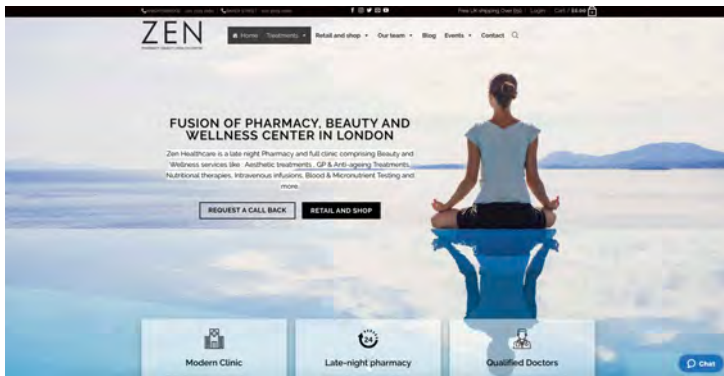 Free UK shipping Over £50 Login Cart / £0.00
ZEN
Home Treatments Retail and shop Our team Blog Events Contact
FUSION OF PHARMACY, BEAUTY AND
WELLNESS CENTER IN LONDON
Zen Healthcare is a late night Pharmacy and full clinic comprising Beauty and
Wellness services like Aesthetic treatments , GP & Anti-ageing Treatments,
Nutritional therapies, Intravenous infusions, Blood & Micronutrient Testing and
more.
REQUEST A CALL BACK RETAIL AND SHOP
24
Modern Clinic Late-night pharmacy Qualified Doctors
Chat